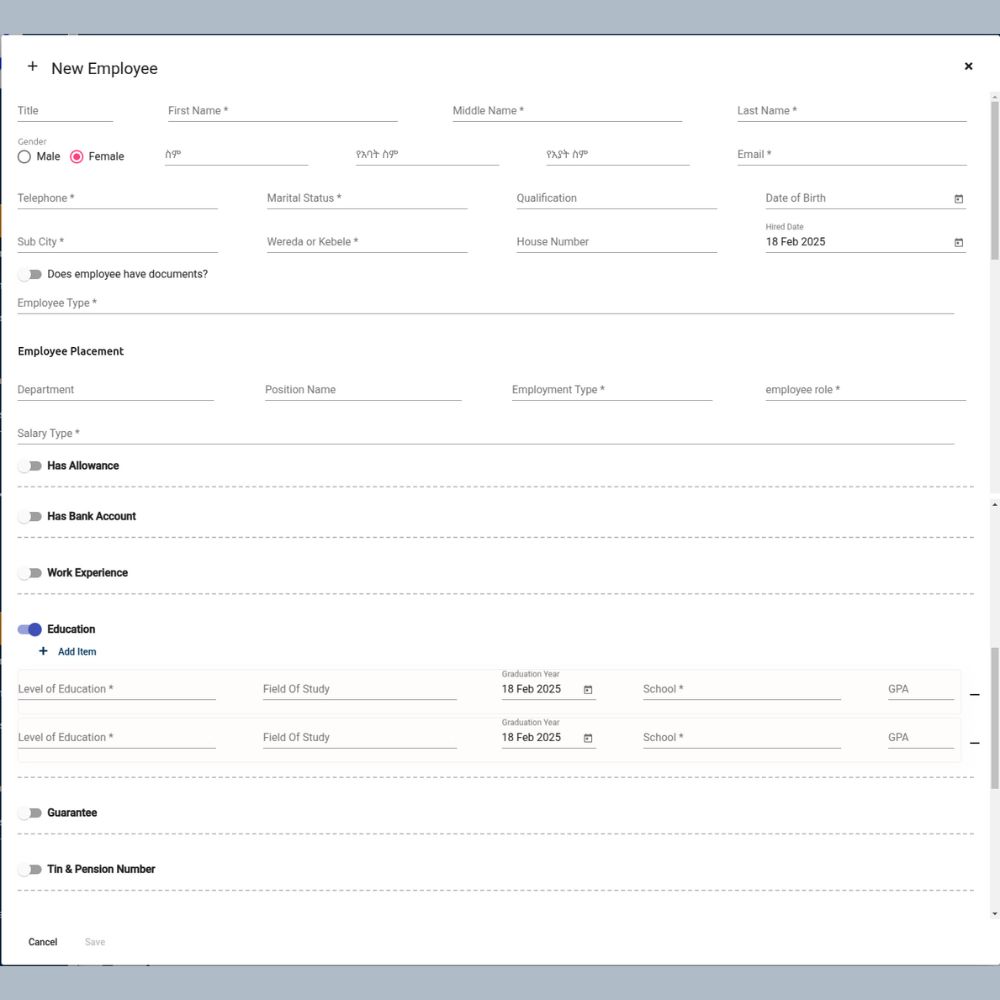 + New Employee ×
Title First Name * Middle Name * Last Name *
Gender
Male Female ስም የአባት ስም የአያት ስም Email *
Telephone * Marital Status * Qualification Date of Birth
Hired Date
Sub City * Wereda or Kebele * House Number 18 Feb 2025
Does employee have documents?
Employee Type *
Employee Placement
Department Position Name Employment Type * employee role *
Salary Type *
Has Allowance
Has Bank Account
Work Experience
Education
+ Add Item
Graduation Year
Level of Education * Field Of Study 18 Feb 2025 School * GPA
Graduation Year
Level of Education * Field Of Study 18 Feb 2025 School * GPA
Guarantee
Tin & Pension Number
Cancel Save